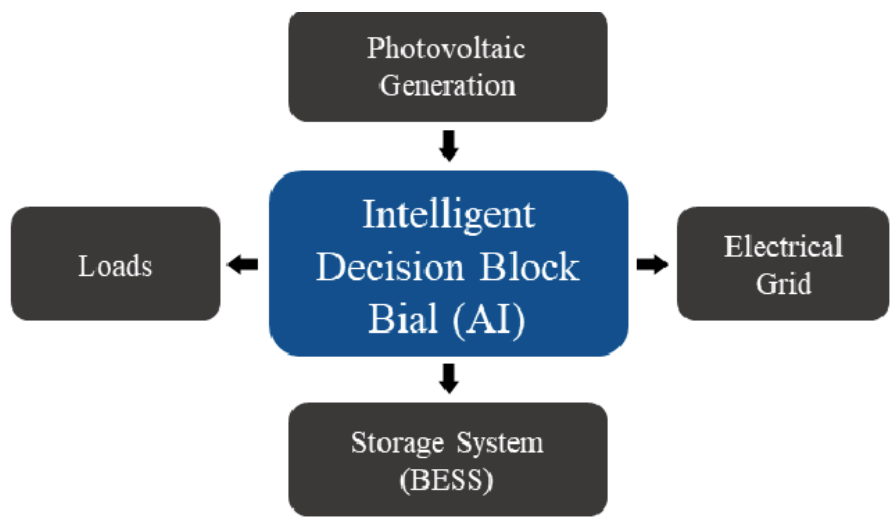 Photovoltaic
Generation
Intelligent
Decision Block
Bial (AI)
Loads
Electrical
Grid
Storage System
(BESS)